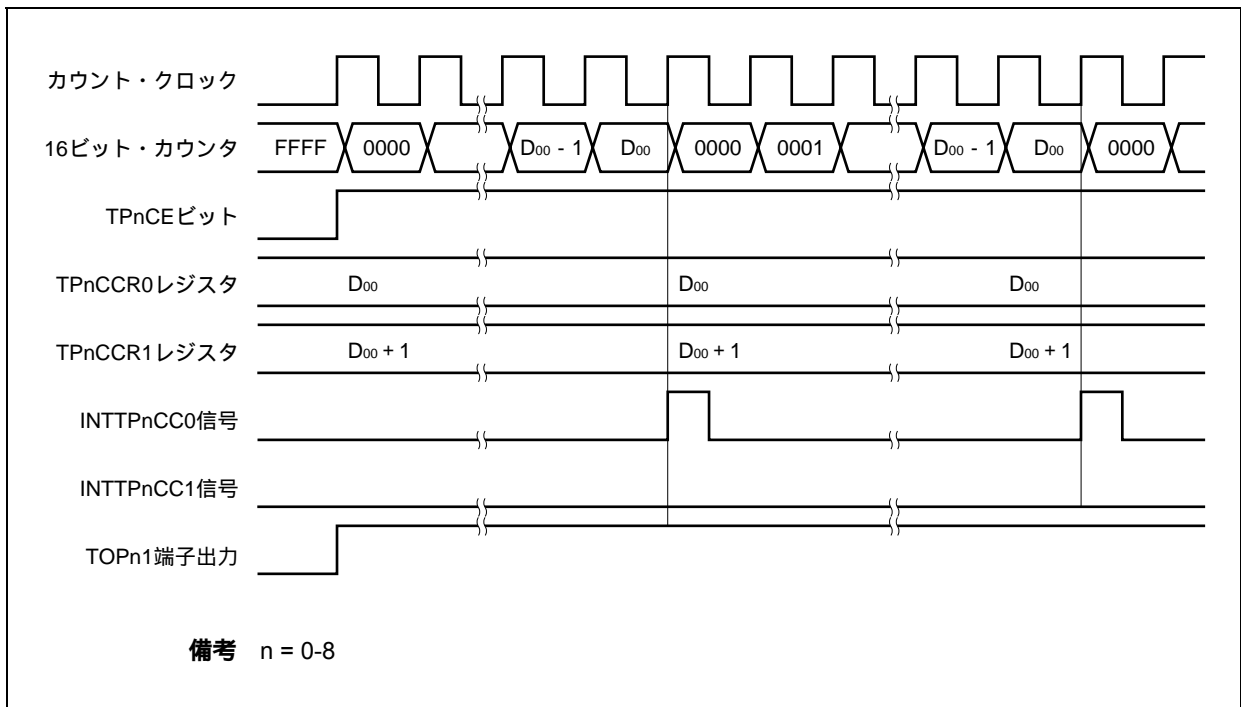 カウント・クロック
16ビット・カウンタ FFFF 0000 D00 - 1 D00 0000 0001 D00 - 1 D00 0000
TPnCEビット
TPnCCR0レジスタ D00 D00 D00
TPnCCR1レジスタ D00 + 1 D00 + 1 D00 + 1
INTTPnCC0信号
INTTPnCC1信号
TOPn1端子出力
備考 n = 0-8